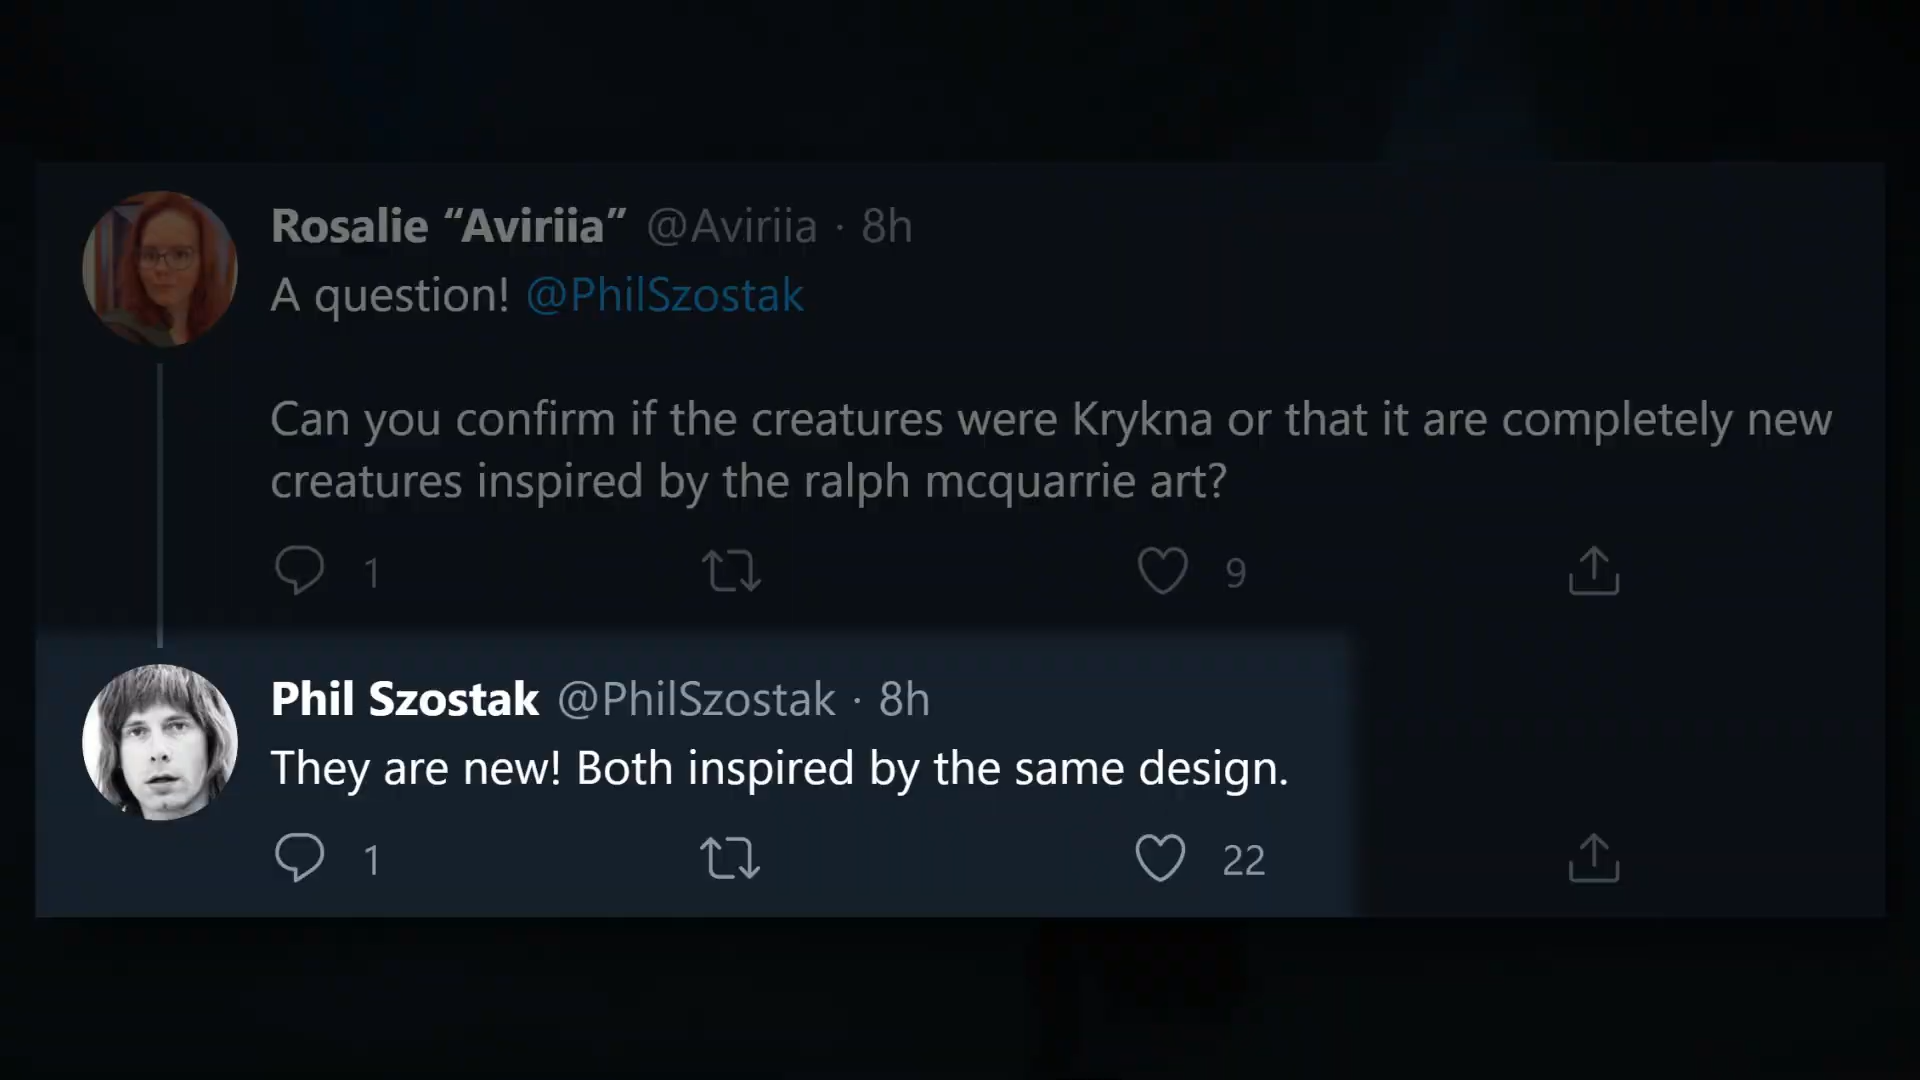 Rosalie “Aviriia” @Aviriia · 8h
A question! @PhilSzostak
Can you confirm if the creatures were Krykna or that it are completely new
creatures inspired by the ralph mcquarrie art?
1 9
Phil Szostak @PhilSzostak · 8h
They are new! Both inspired by the same design.
1 22